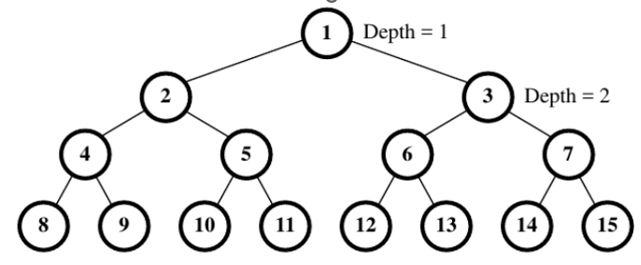 1 Depth = 1
2 3 Depth = 2
4 5 6 7
8 9 10 11 12 13 14 15